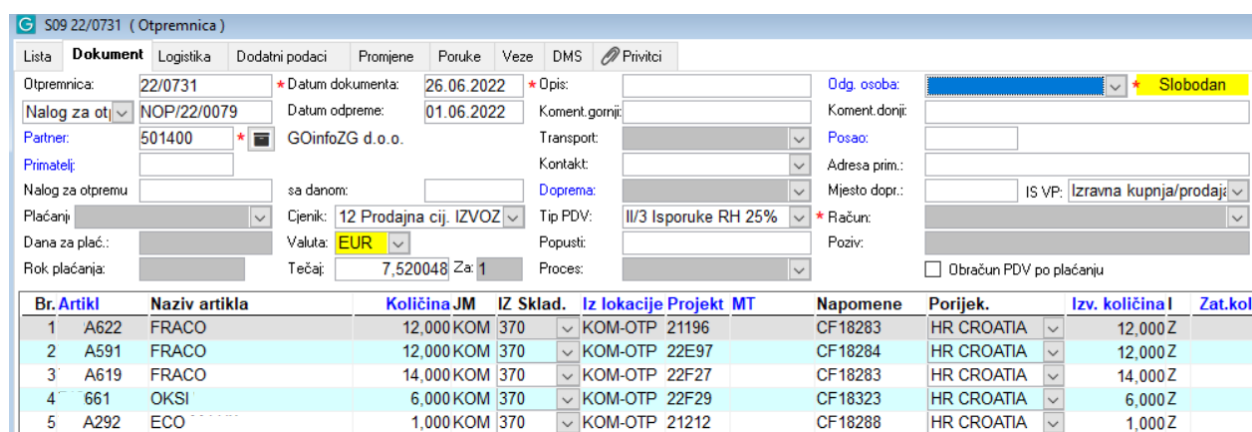 G S09 22/0731 ( Otpremnica )
Lista Dokument Logistika Dodatni podaci Promjene Poruke Veze DMS Privitci
Otpremnica: 22/0731 * Datum dokumenta: 26.06.2022 * Opis: Odg. osoba: * Slobodan
Nalog za otp NOP/22/0079 Datum odpreme: 01.06.2022 Koment.gornji: Koment.donji:
Partner: 501400 * GOinfoZG d.o.o. Transport: Posao:
Primatelj: Kontakt: Adresa prim.:
Nalog za otpremu sa danom: Doprema: Mjesto dopr.: IS VP: Izravna kupnja/prodaja
Plaćanje Cjenik: 12 Prodajna cij. IZVOZ Tip PDV: II/3 Isporuke RH 25% * Račun:
Dana za plać.: Valuta: EUR Popusti: Poziv:
Rok plaćanja: Tečaj: 7,520048 Za: 1 Proces: Obračun PDV po plaćanju
Br. Artikl Naziv artikla Količina JM IZ Sklad. Iz lokacije Projekt MT Napomene Porijek. Izv. količina I Zat.kol
1 A622 FRACO 12,000 KOM 370 KOM-OTP 21196 CF18283 HR CROATIA 12,000 Z
2 A591 FRACO 12,000 KOM 370 KOM-OTP 22E97 CF18284 HR CROATIA 12,000 Z
3 A619 FRACO 14,000 KOM 370 KOM-OTP 22F27 CF18283 HR CROATIA 14,000 Z
4 661 OKSI 6,000 KOM 370 KOM-OTP 22F29 CF18323 HR CROATIA 6,000 Z
5 A292 ECO 1,000 KOM 370 KOM-OTP 21212 CF18288 HR CROATIA 1,000 Z